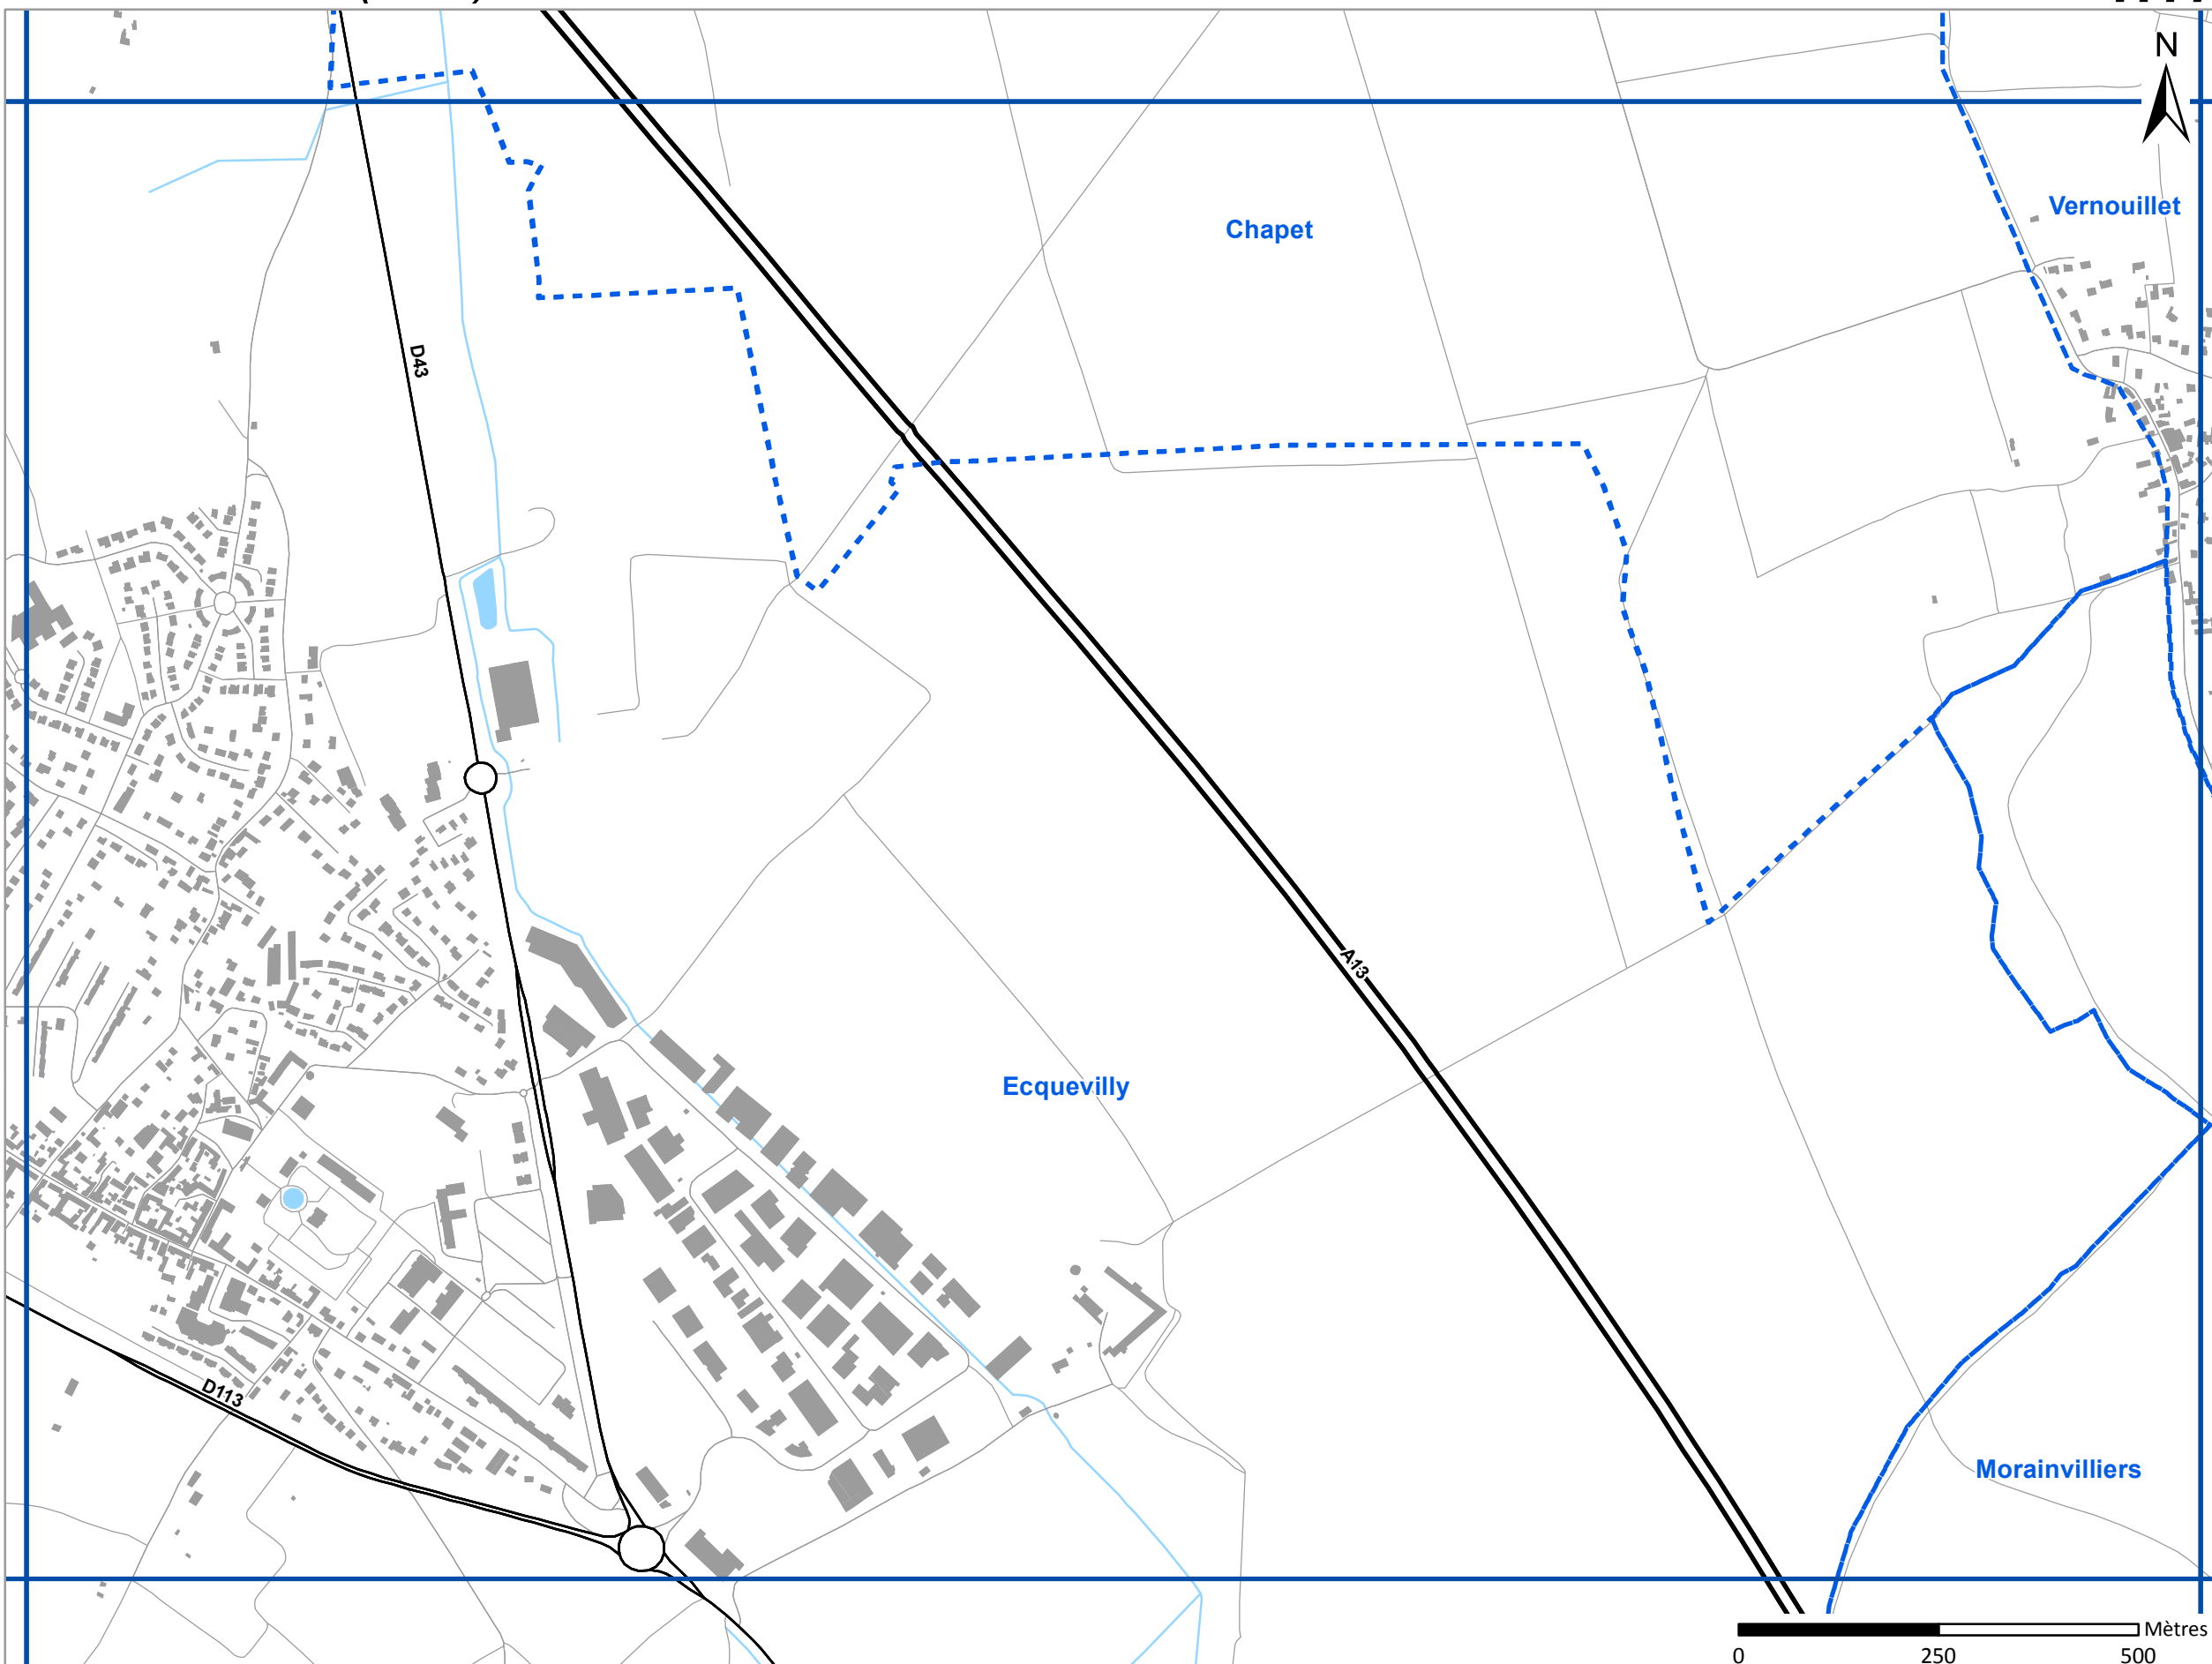 N
Vernouillet
Chapet
D43
A13
Ecquevilly
D113
Morainvilliers
Mètres
0 250 500